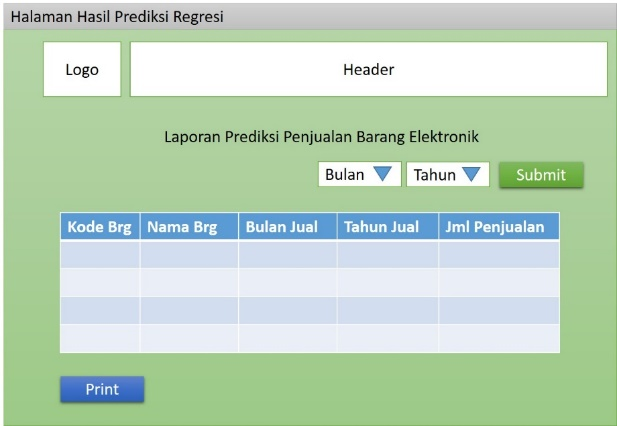 Halaman Hasil Prediksi Regresi
Logo Header
Laporan Prediksi Penjualan Barang Elektronik
Bulan Tahun Submit
Kode Brg Nama Brg Bulan Jual Tahun Jual Jml Penjualan
Print